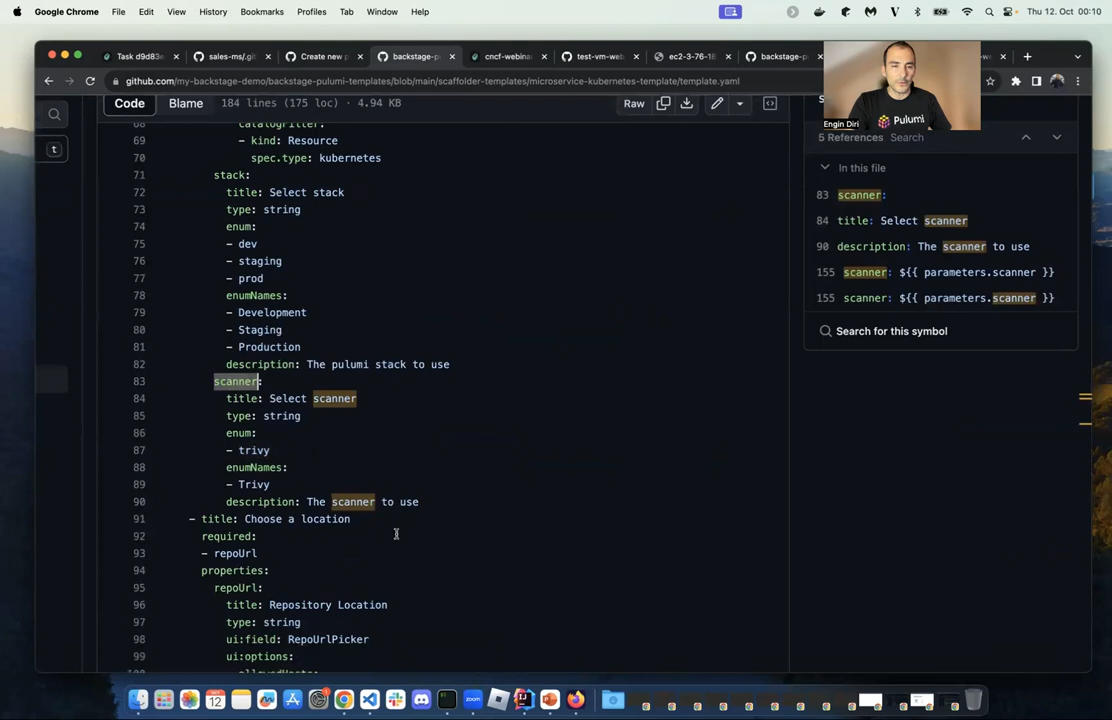 Google Chrome File Edit View History Bookmarks Profiles Tab Window Help Thu 12. Oct 00:10
Task d9d83e sales-ms/.gi Create new p backstage-p cncf-webina test-vm-web ec2-3-76-18 backstage-pu
github.com/my-backstage-demo/backstage-pulumi-templates/blob/main/scaffolder-templates/microservice-kubernetes-template/template.yaml
Code Blame 184 lines (175 loc) · 4.94 KB Raw
Pulumi
Engin Diri
5 References Search
t
In this file
83 scanner:
84 title: Select scanner
90 description: The scanner to use
155 scanner: ${{ parameters.scanner }}
155 scanner: ${{ parameters.scanner }}
Search for this symbol
68 catalogFilter:
69 - kind: Resource
70 spec.type: kubernetes
71 stack:
72 title: Select stack
73 type: string
74 enum:
75 - dev
76 - staging
77 - prod
78 enumNames:
79 - Development
80 - Staging
81 - Production
82 description: The pulumi stack to use
83 scanner:
84 title: Select scanner
85 type: string
86 enum:
87 - trivy
88 enumNames:
89 - Trivy
90 description: The scanner to use
91 - title: Choose a location
92 required:
93 - repoUrl
94 properties:
95 repoUrl:
96 title: Repository Location
97 type: string
98 ui:field: RepoUrlPicker
99 ui:options:
100 allowedHosts: